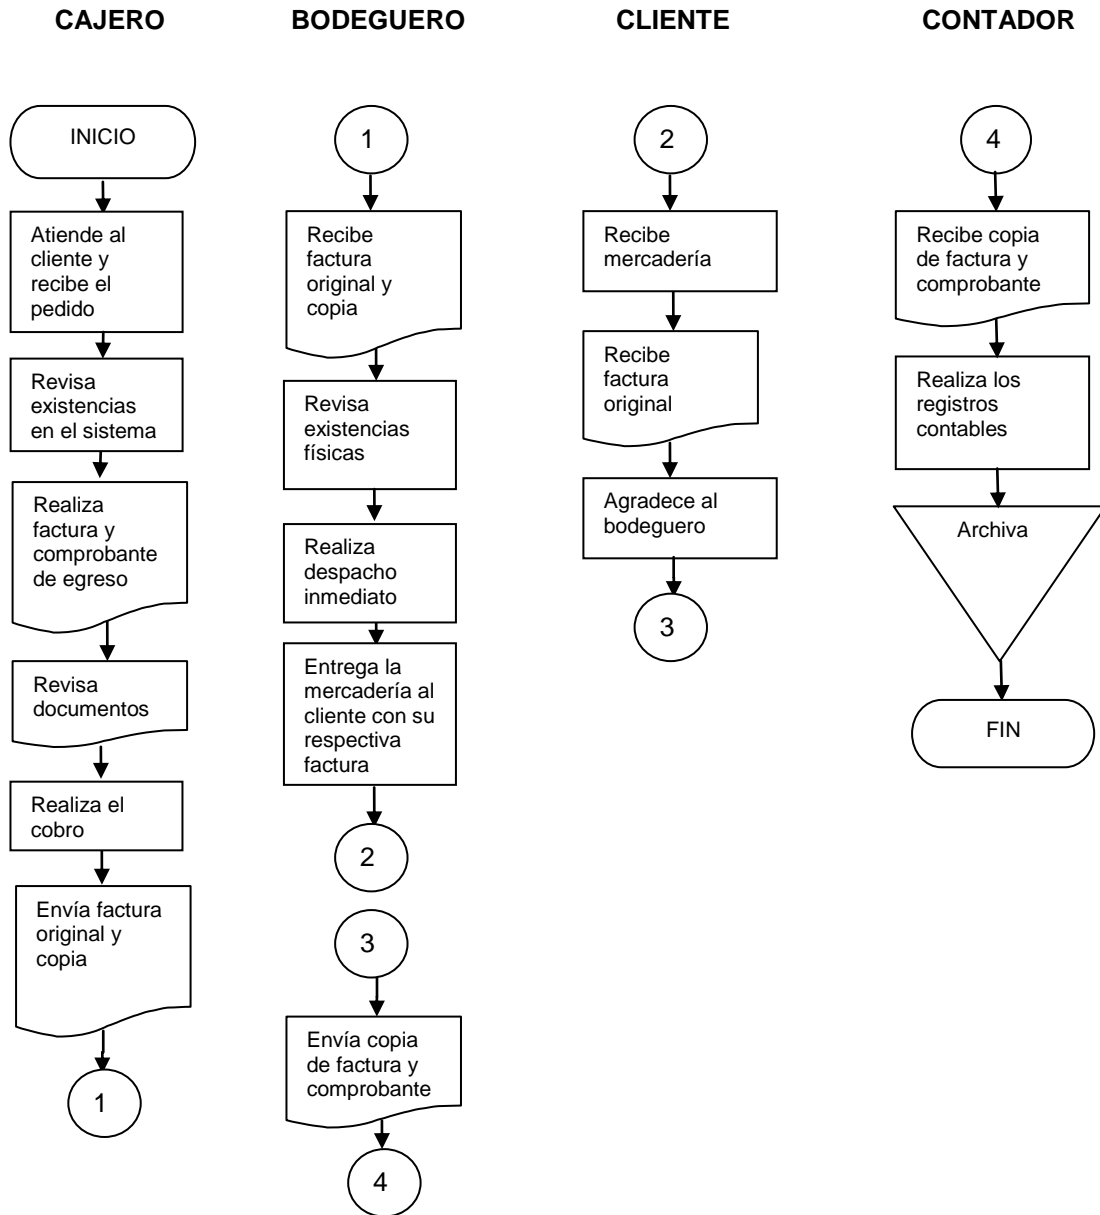 CAJERO
BODEGUERO
CLIENTE
CONTADOR
INICIO
Atiende al
cliente y
recibe el
pedido
Revisa
existencias
en el sistema
Realiza
factura y
comprobante
de egreso
Revisa
documentos
Realiza el
cobro
Envía factura
original y
copia
1
1
Recibe
factura
original y
copia
Revisa
existencias
físicas
Realiza
despacho
inmediato
Entrega la
mercadería al
cliente con su
respectiva
factura
2
3
Envía copia
de factura y
comprobante
4
2
Recibe
mercadería
Recibe
factura
original
Agradece al
bodeguero
3
4
Recibe copia
de factura y
comprobante
Realiza los
registros
contables
Archiva
FIN